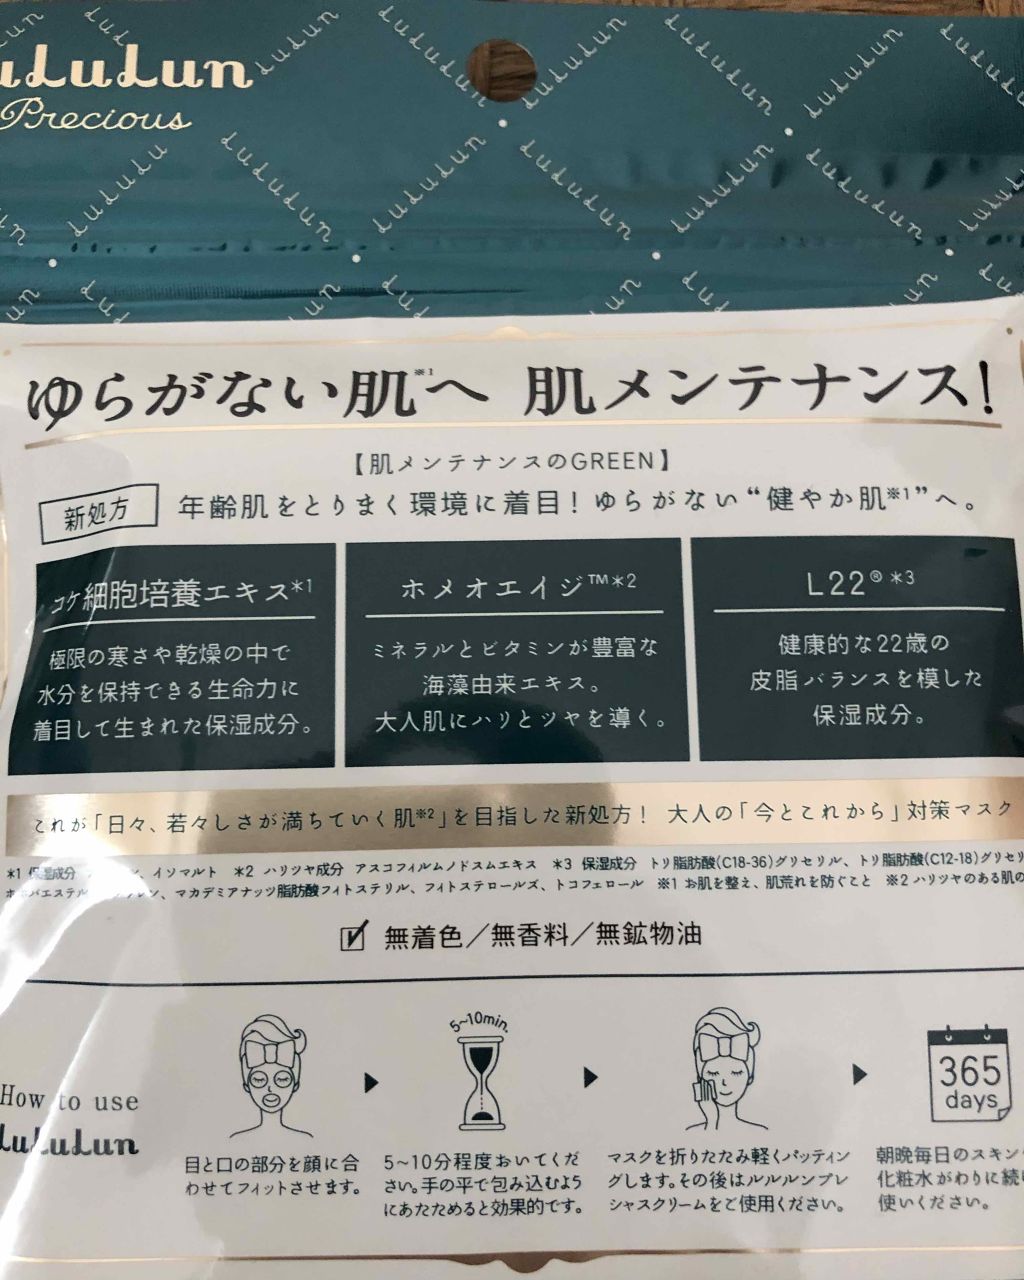 LuLuLun
Precious
ゆらがない肌※1へ 肌メンテナンス!
【肌メンテナンスのGREEN】
新処方 年齢肌をとりまく環境に着目!ゆらがない“健やか肌※1”へ。
コケ細胞培養エキス*1
極限の寒さや乾燥の中で
水分を保持できる生命力に
着目して生まれた保湿成分。
ホメオエイジ™*2
ミネラルとビタミンが豊富な
海藻由来エキス。
大人肌にハリとツヤを導く。
L22®*3
健康的な22歳の
皮脂バランスを模した
保湿成分。
これが「日々、若々しさが満ちていく肌※2」を目指した新処方! 大人の「今とこれから」対策マスク
*1 保湿成分 イソマルト *2 ハリツヤ成分 アスコフィルムノドスムエキス *3 保湿成分 トリ脂肪酸(C18-36)グリセリル、トリ脂肪酸(C12-18)グリセリ
ホホバエステル、マカデミアナッツ脂肪酸フィトステリル、フィトステロールズ、トコフェロール ※1 お肌を整え、肌荒れを防ぐこと ※2 ハリツヤのある肌の
無着色/無香料/無鉱物油
How to use
LuLuLun
目と口の部分を顔に合
わせてフィットさせます。
5~10min.
5~10分程度おいてくだ
さい。手の平で包み込むよう
にあたためると効果的です。
マスクを折りたたみ軽くパッティン
グします。その後はルルルンプレ
シャスクリームをご使用ください。
365
days
朝晩毎日のスキン
化粧水がわりに続
使いください。